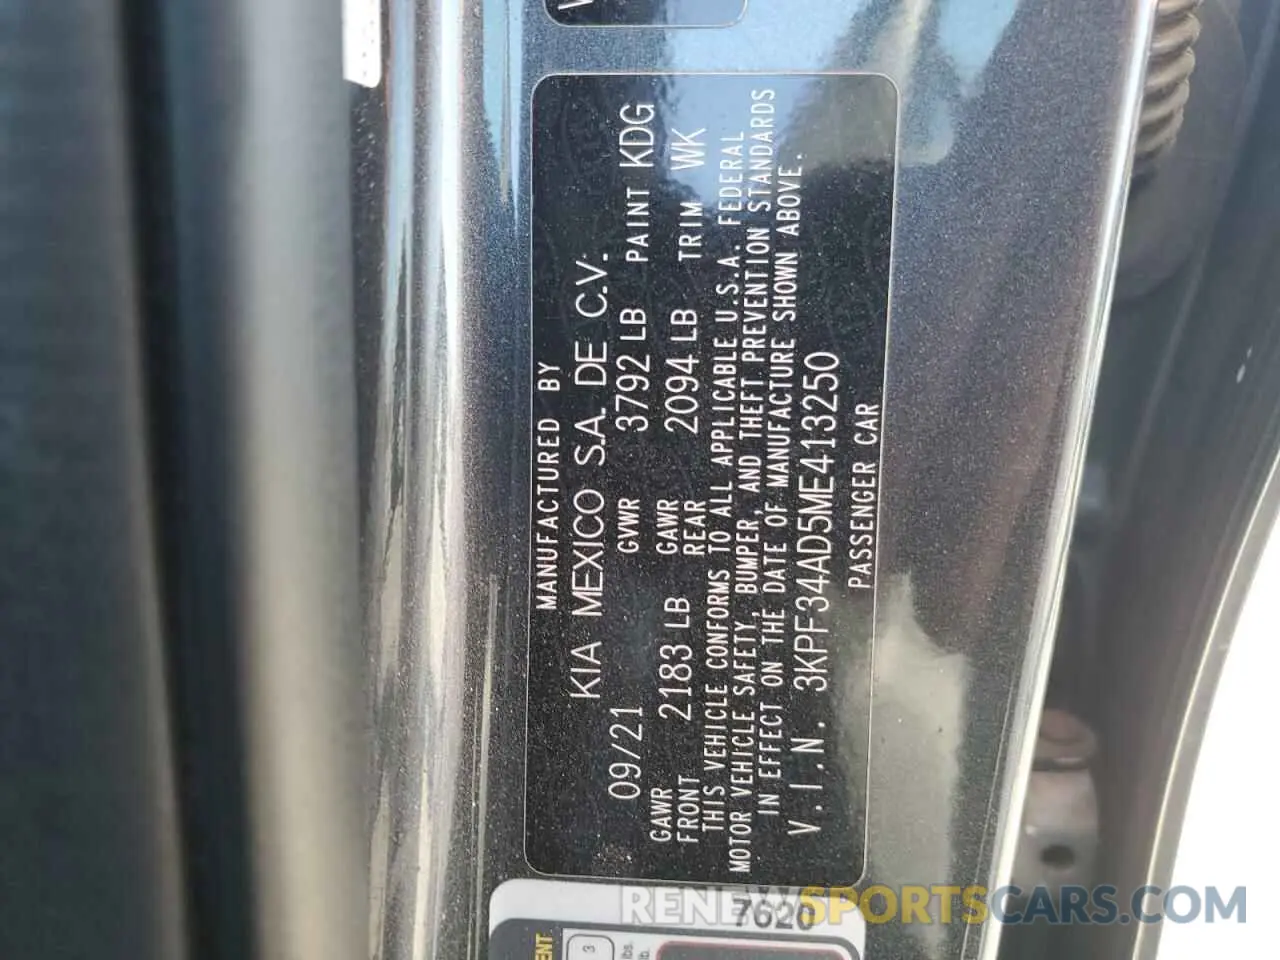 MANUFACTURED BY
KIA MEXICO S.A. DE C.V.
09/21 GVWR 3792 LB PAINT KDG
GAWR FRONT 2183 LB GAWR REAR 2094 LB TRIM WK
THIS VEHICLE CONFORMS TO ALL APPLICABLE U.S.A. FEDERAL
MOTOR VEHICLE SAFETY, BUMPER, AND THEFT PREVENTION STANDARDS
IN EFFECT ON THE DATE OF MANUFACTURE SHOWN ABOVE.
V.I.N. 3KPF34AD5ME413250
PASSENGER CAR
7620
RENEWSPORTSCARS.COM
3